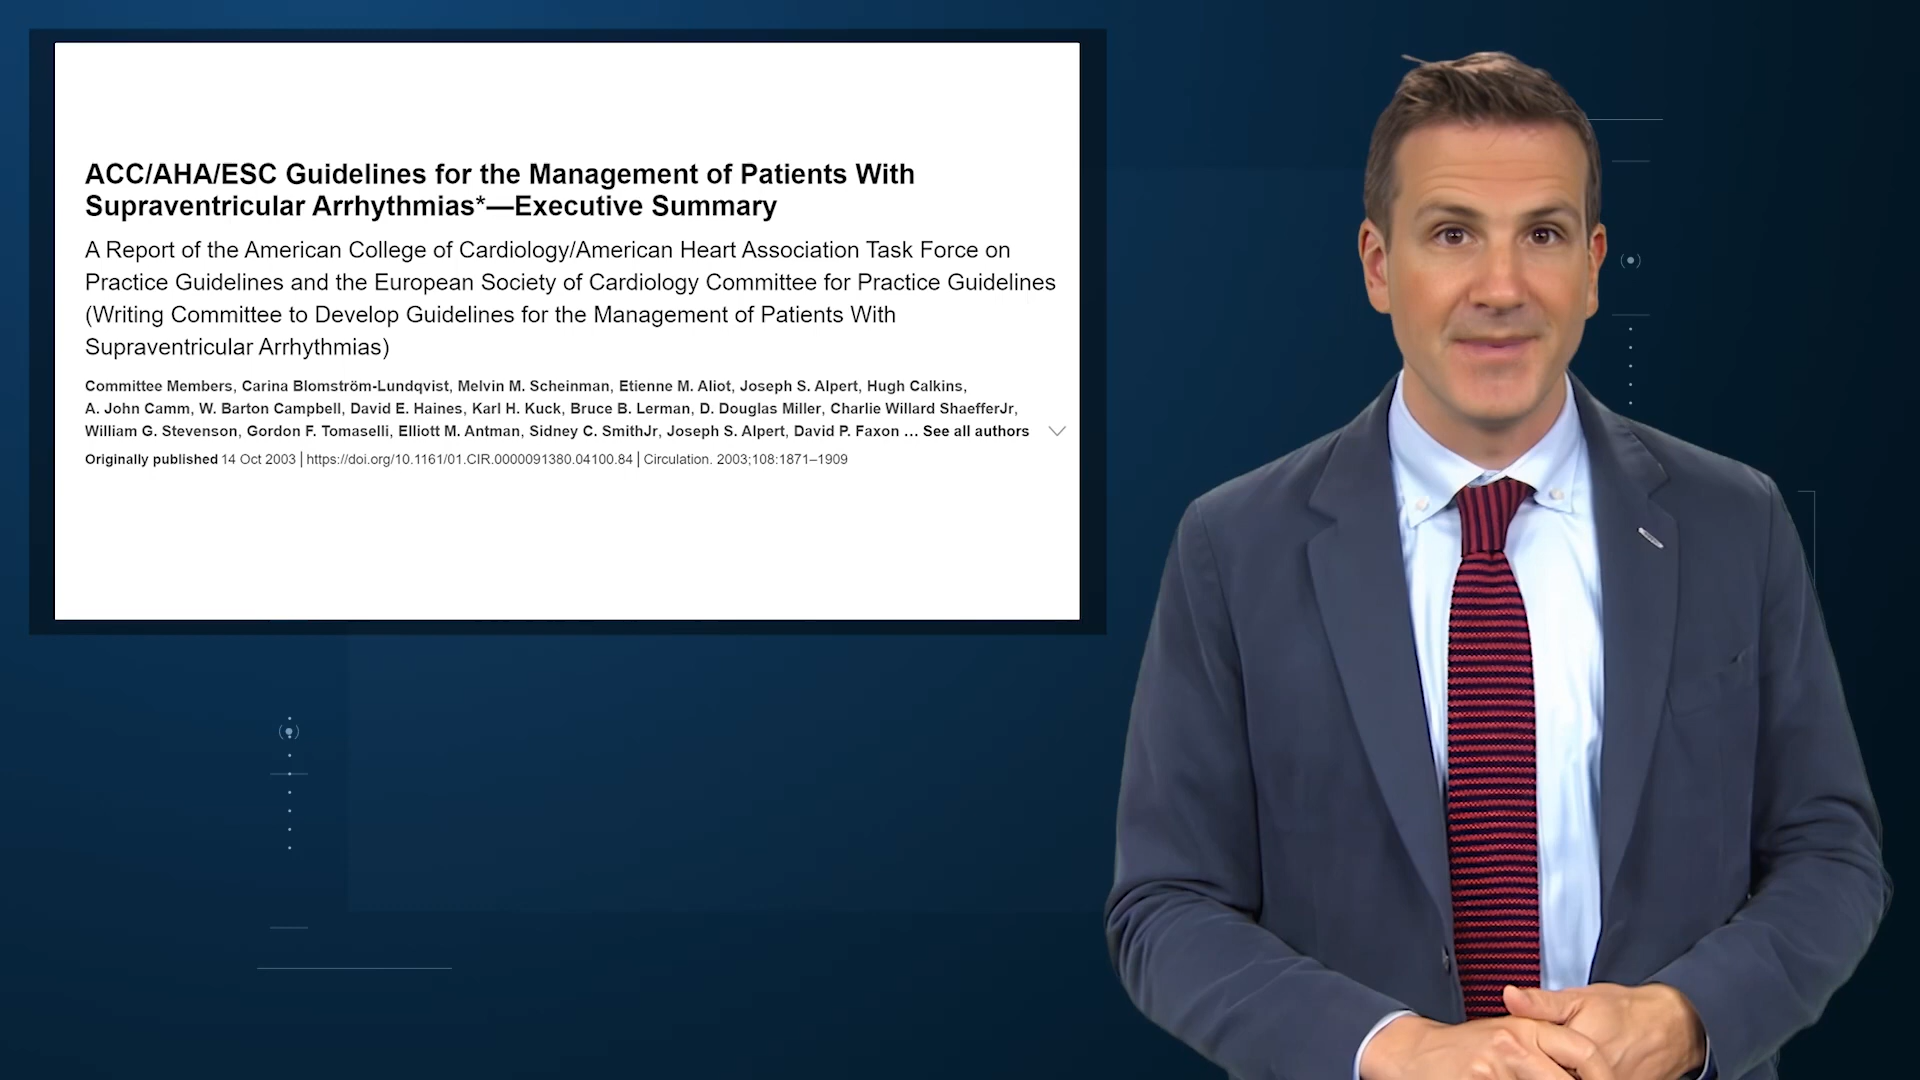 ACC/AHA/ESC Guidelines for the Management of Patients With
Supraventricular Arrhythmias*—Executive Summary
A Report of the American College of Cardiology/American Heart Association Task Force on
Practice Guidelines and the European Society of Cardiology Committee for Practice Guidelines
(Writing Committee to Develop Guidelines for the Management of Patients With
Supraventricular Arrhythmias)
Committee Members, Carina Blomström-Lundqvist, Melvin M. Scheinman, Etienne M. Aliot, Joseph S. Alpert, Hugh Calkins,
A. John Camm, W. Barton Campbell, David E. Haines, Karl H. Kuck, Bruce B. Lerman, D. Douglas Miller, Charlie Willard ShaefferJr,
William G. Stevenson, Gordon F. Tomaselli, Elliott M. Antman, Sidney C. SmithJr, Joseph S. Alpert, David P. Faxon … See all authors
Originally published 14 Oct 2003 | https://doi.org/10.1161/01.CIR.0000091380.04100.84 | Circulation. 2003;108:1871–1909